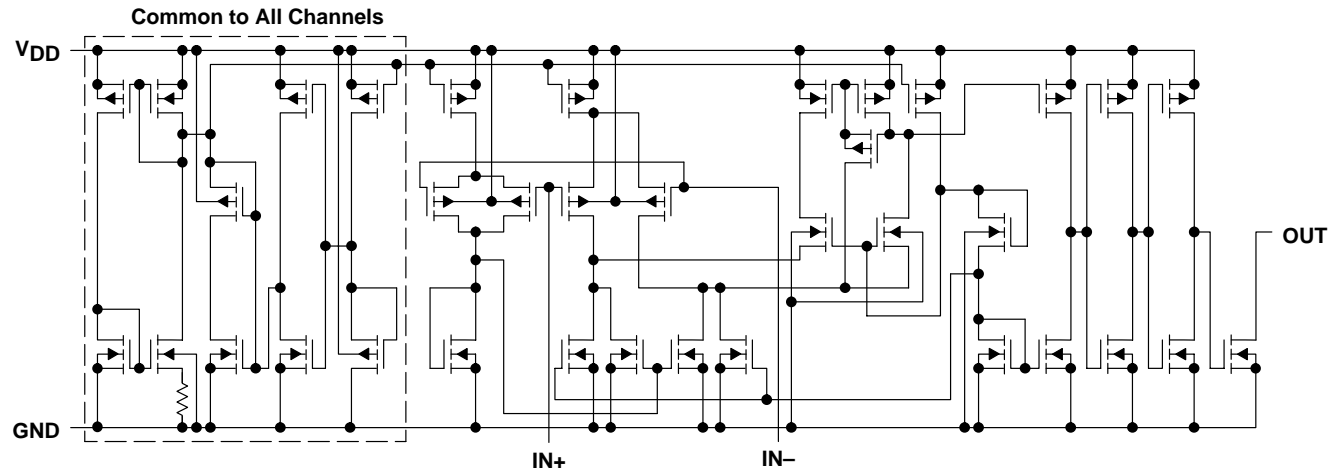 Common to All Channels
VDD
OUT
GND
IN+
IN−